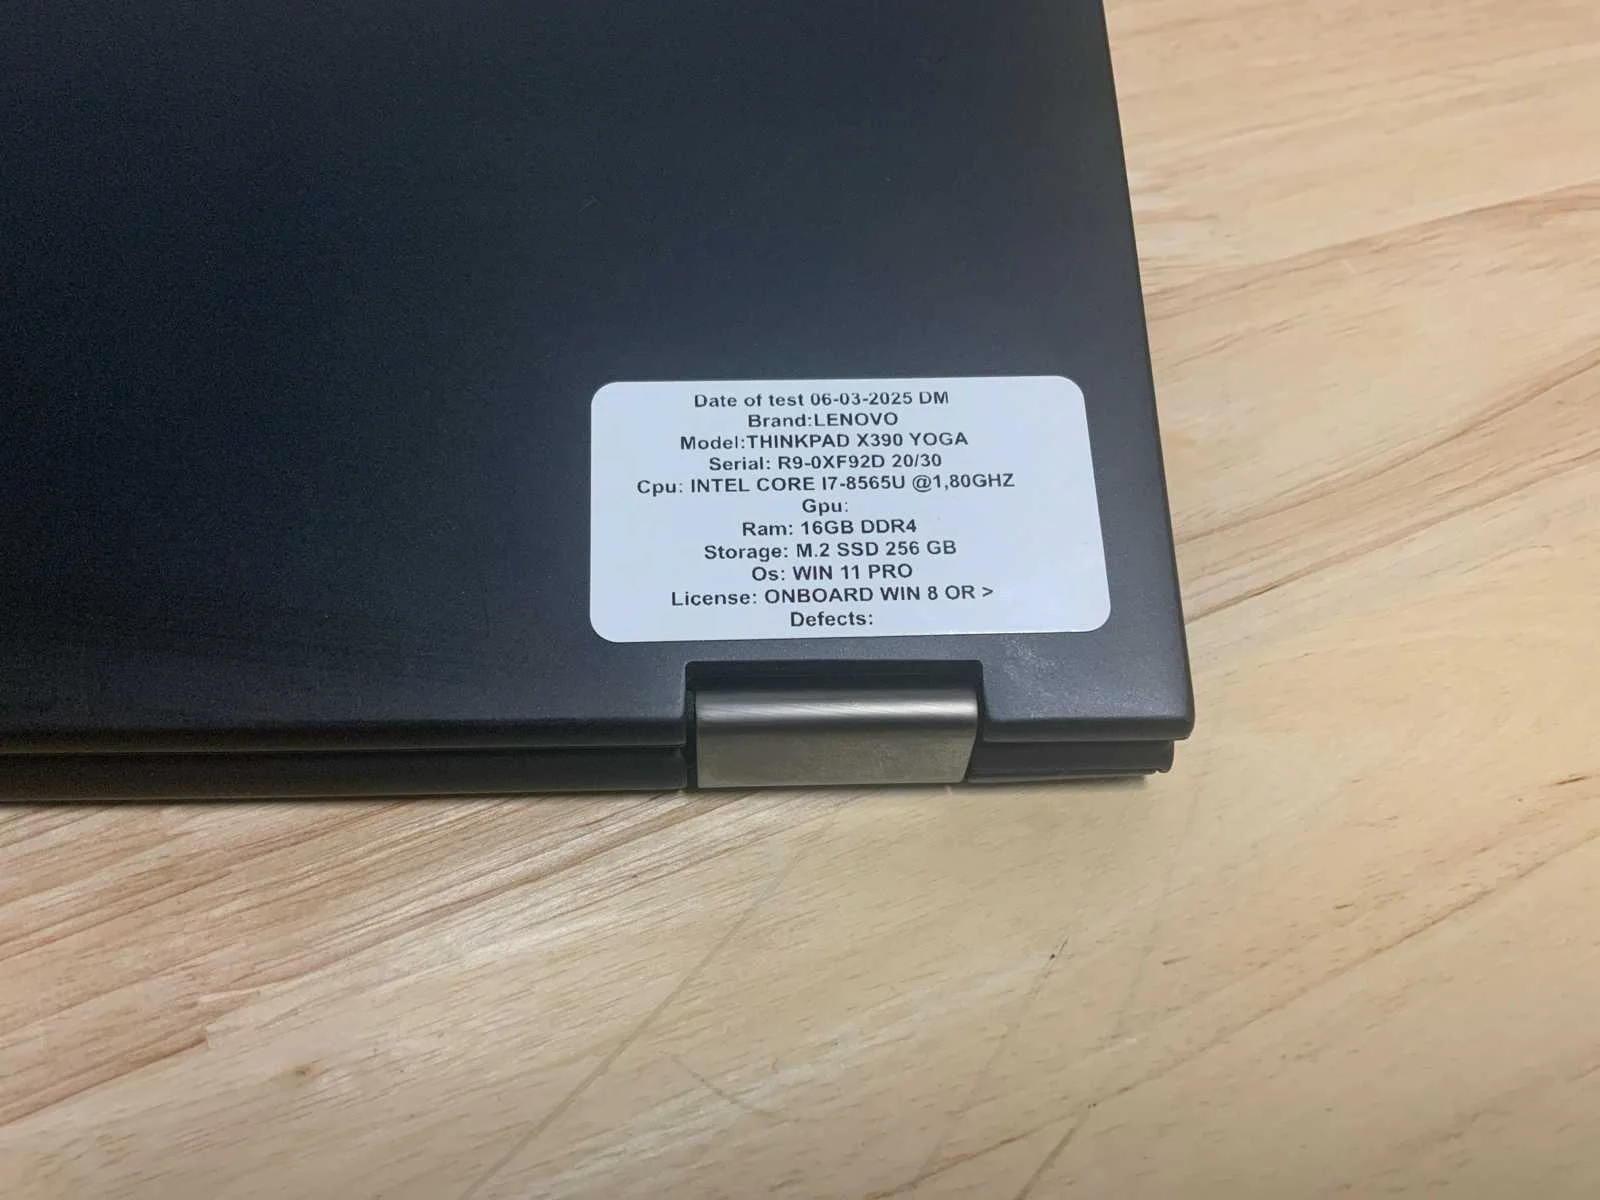 Date of test 06-03-2025 DM
Brand:LENOVO
Model:THINKPAD X390 YOGA
Serial: R9-0XF92D 20/30
Cpu: INTEL CORE I7-8565U @1,80GHZ
Gpu:
Ram: 16GB DDR4
Storage: M.2 SSD 256 GB
Os: WIN 11 PRO
License: ONBOARD WIN 8 OR >
Defects: